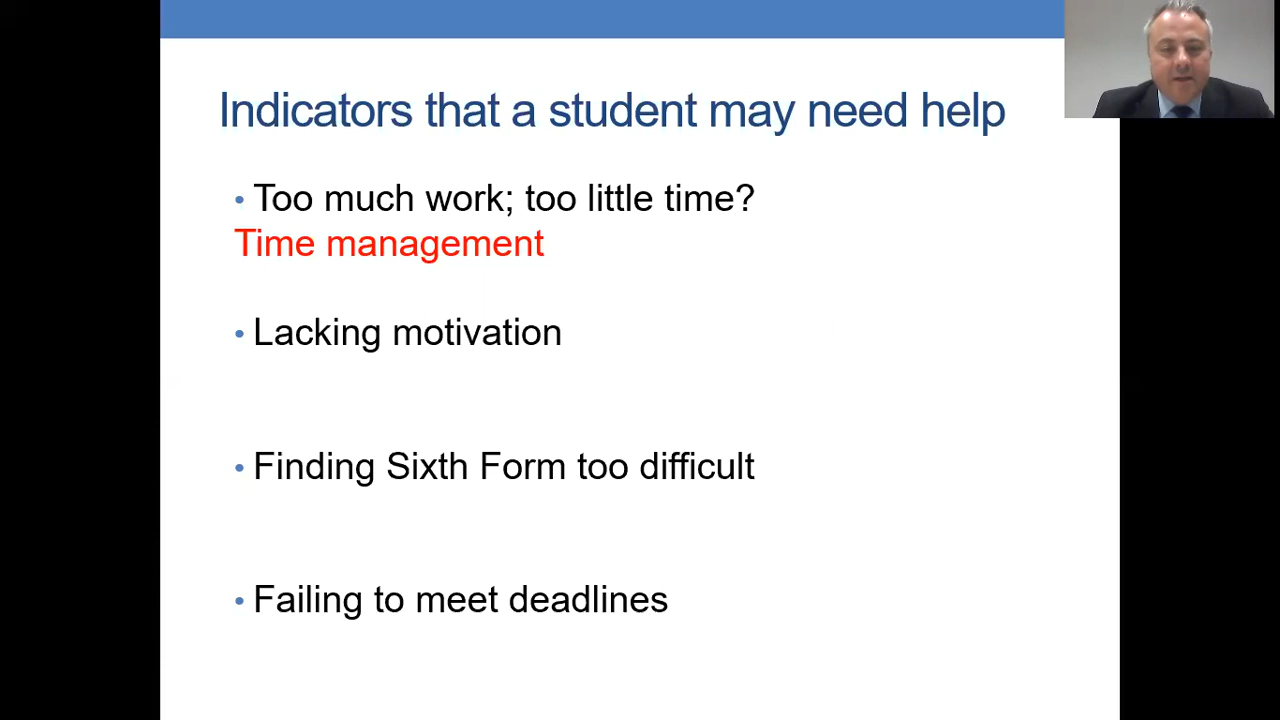 Indicators that a student may need help
• Too much work; too little time?
Time management
• Lacking motivation
• Finding Sixth Form too difficult
• Failing to meet deadlines